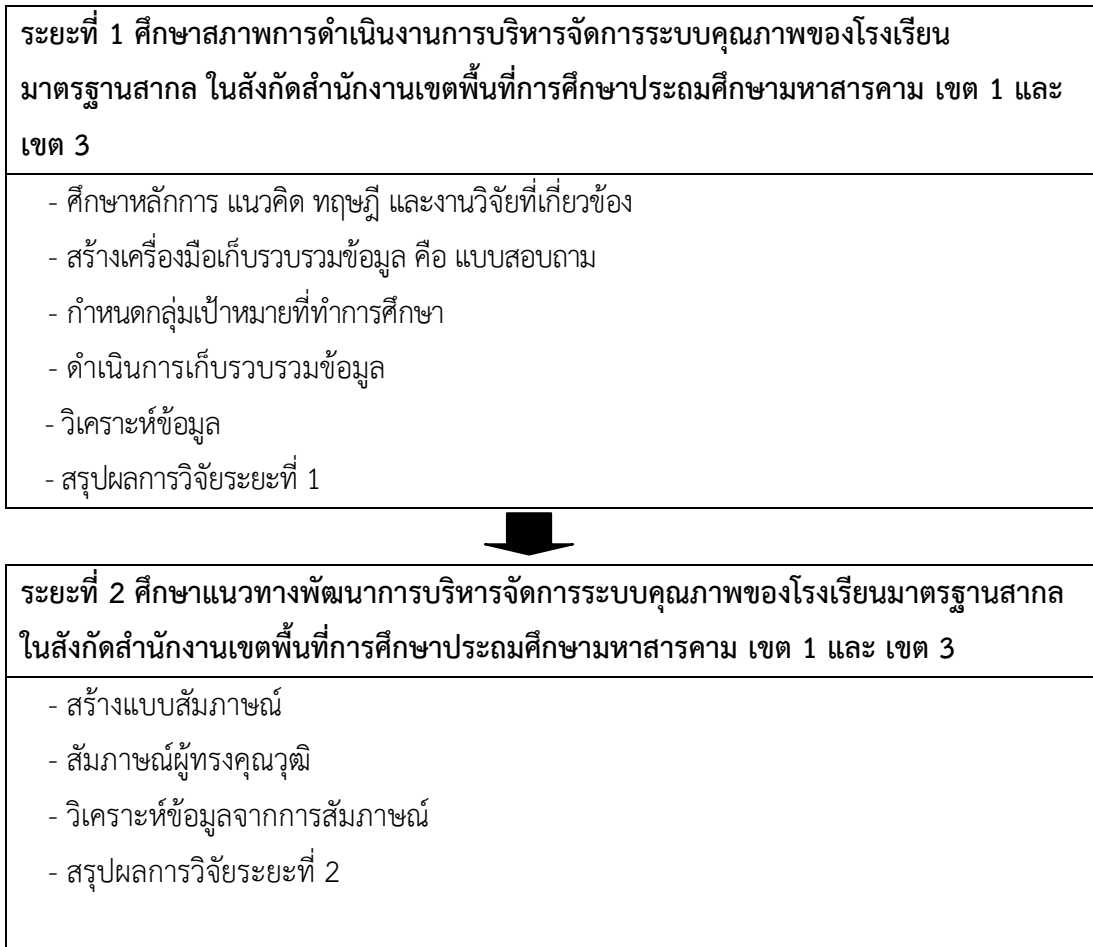 ระยะที่ 1 ศึกษาสภาพการดำเนินงานการบริหารจัดการระบบคุณภาพของโรงเรียน
มาตรฐานสากล ในสังกัดสำนักงานเขตพื้นที่การศึกษาประถมศึกษามหาสารคาม เขต 1 และ
เขต 3
- ศึกษาหลักการ แนวคิด ทฤษฎี และงานวิจัยที่เกี่ยวข้อง
- สร้างเครื่องมือเก็บรวบรวมข้อมูล คือ แบบสอบถาม
- กำหนดกลุ่มเป้าหมายที่ทำการศึกษา
- ดำเนินการเก็บรวบรวมข้อมูล
- วิเคราะห์ข้อมูล
- สรุปผลการวิจัยระยะที่ 1
ระยะที่ 2 ศึกษาแนวทางพัฒนาการบริหารจัดการระบบคุณภาพของโรงเรียนมาตรฐานสากล
ในสังกัดสำนักงานเขตพื้นที่การศึกษาประถมศึกษามหาสารคาม เขต 1 และ เขต 3
- สร้างแบบสัมภาษณ์
- สัมภาษณ์ผู้ทรงคุณวุฒิ
- วิเคราะห์ข้อมูลจากการสัมภาษณ์
- สรุปผลการวิจัยระยะที่ 2